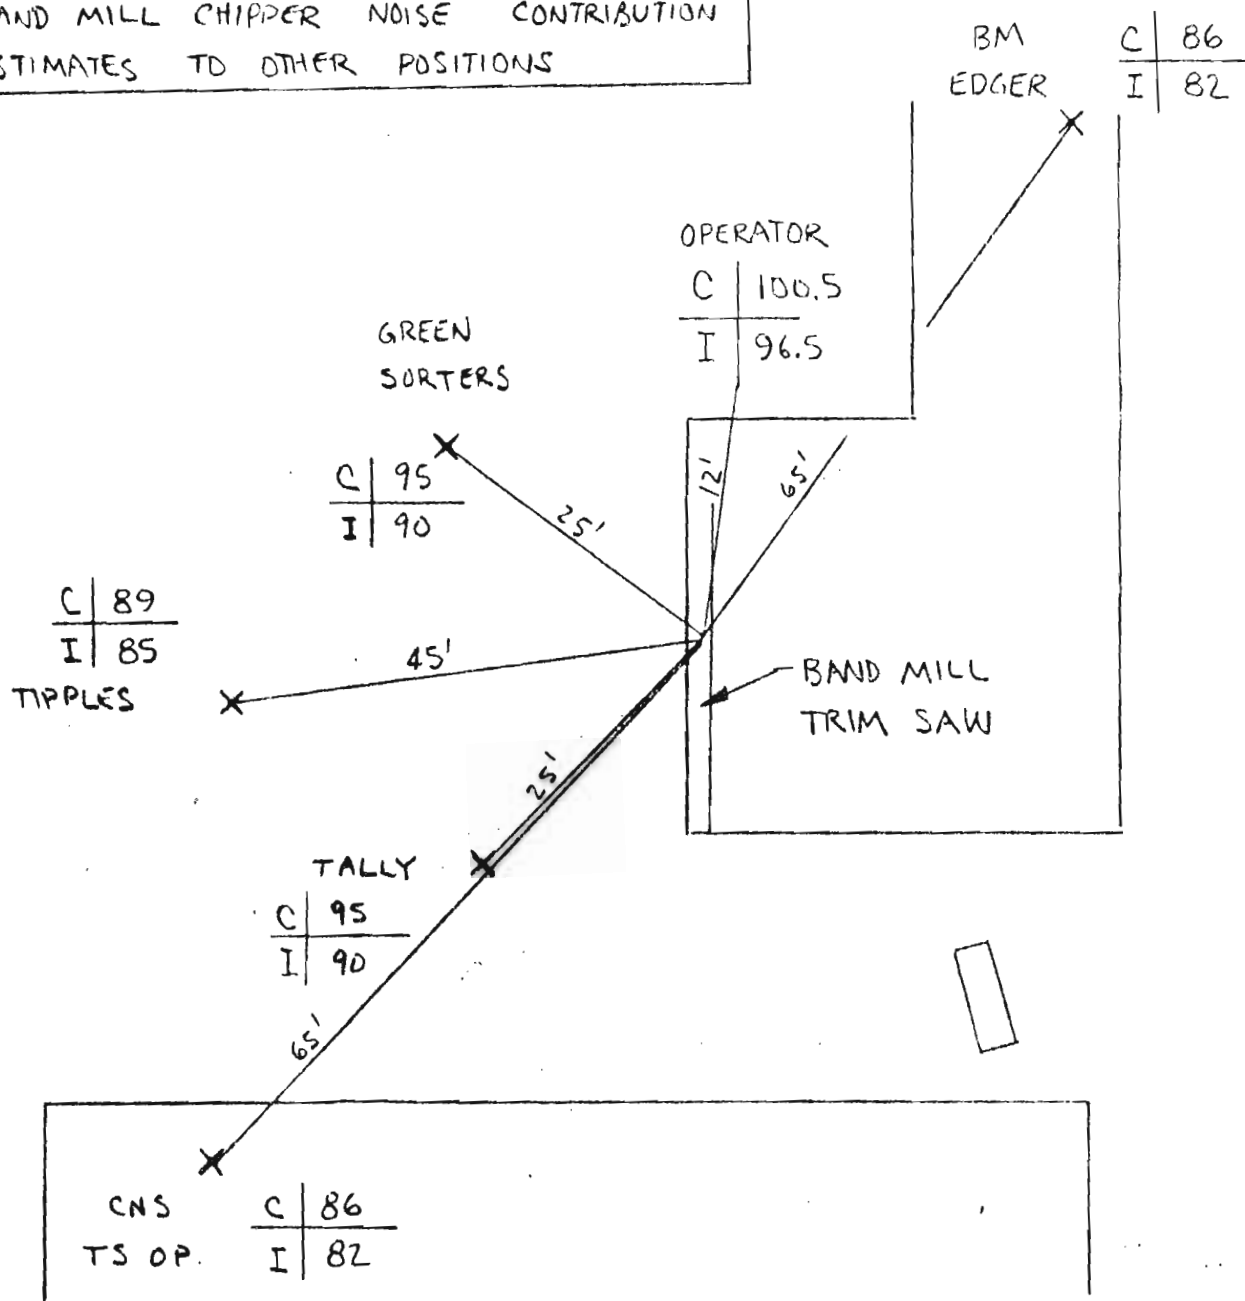 AND MILL CHIPPER NOISE CONTRIBUTION
STIMATES TO OTHER POSITIONS
BM
EDGER
C 86
I 82
OPERATOR
C 100.5
I 96.5
GREEN
SORTERS
C 95
I 90
25'
12'
65'
C 89
I 85
TIPPLES
45'
BAND MILL
TRIM SAW
25'
TALLY
C 95
I 90
65'
CNS
TS OP.
C 86
I 82